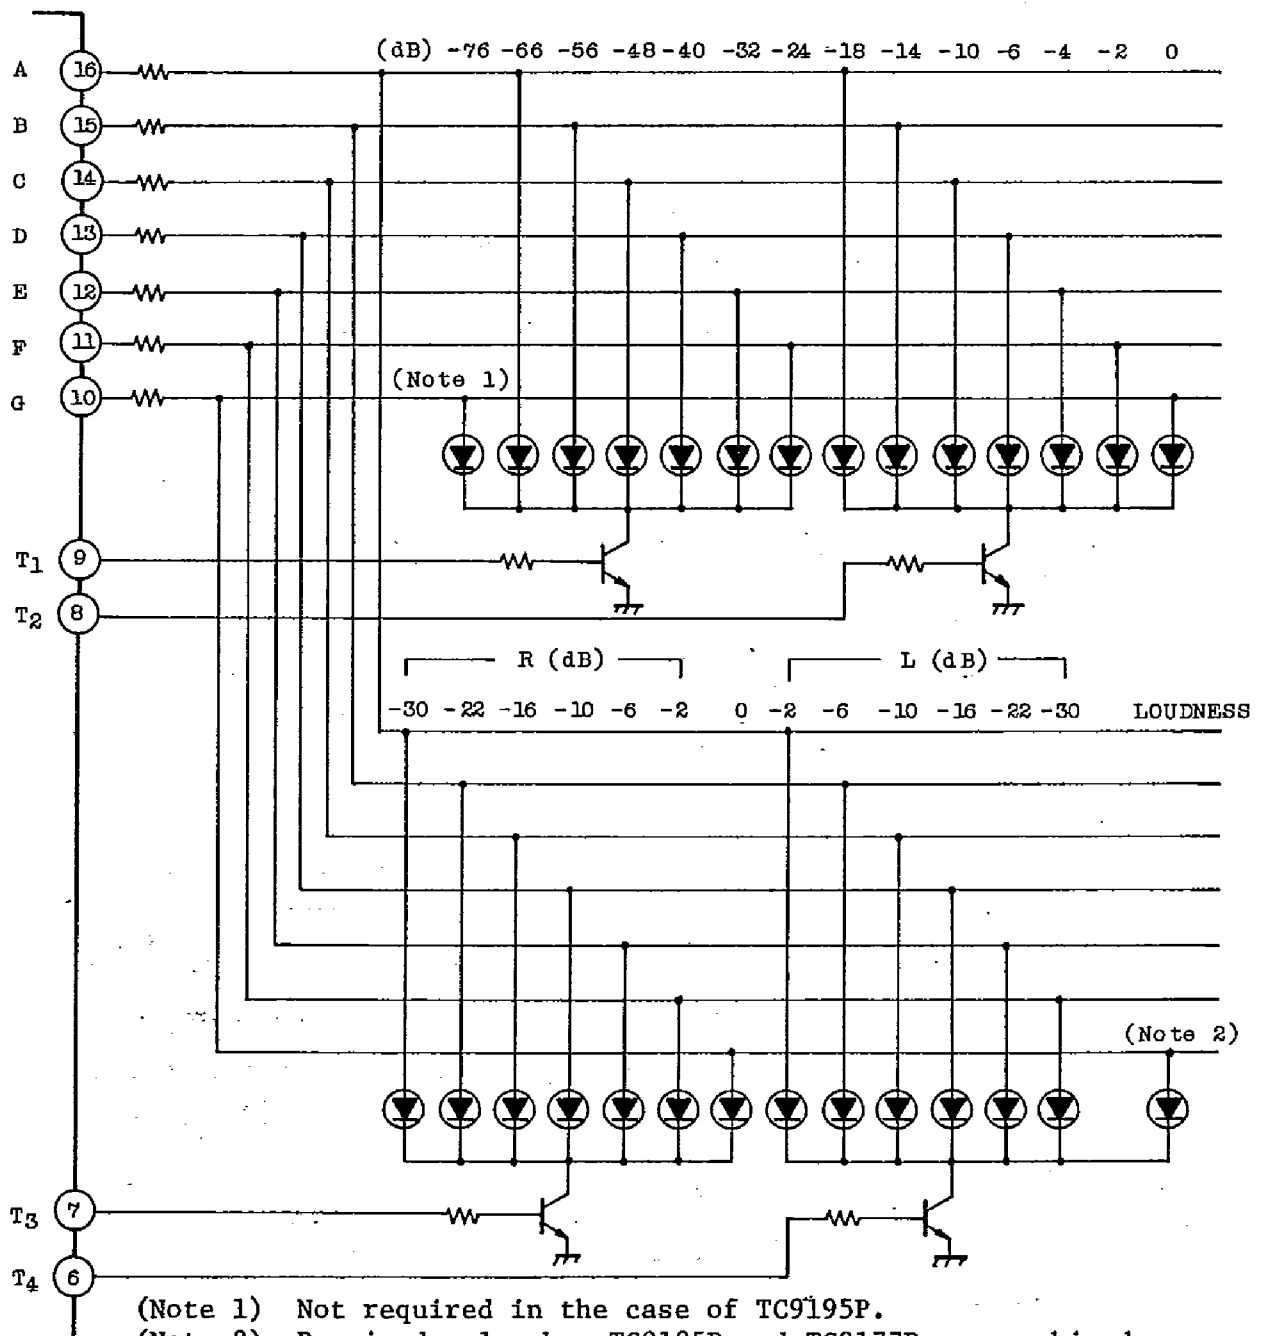 (dB) -76 -66 -56 -48 -40 -32 -24 -18 -14 -10 -6 -4 -2 0
A 16
B 15
C 14
D 13
E 12
F 11
(Note 1)
G 10
T1 9
T2 8
R (dB) L (dB)
-30 -22 -16 -10 -6 -2 0 -2 -6 -10 -16 -22 -30 LOUDNESS
(Note 2)
T3 7
T4 6
(Note 1) Not required in the case of TC9195P.